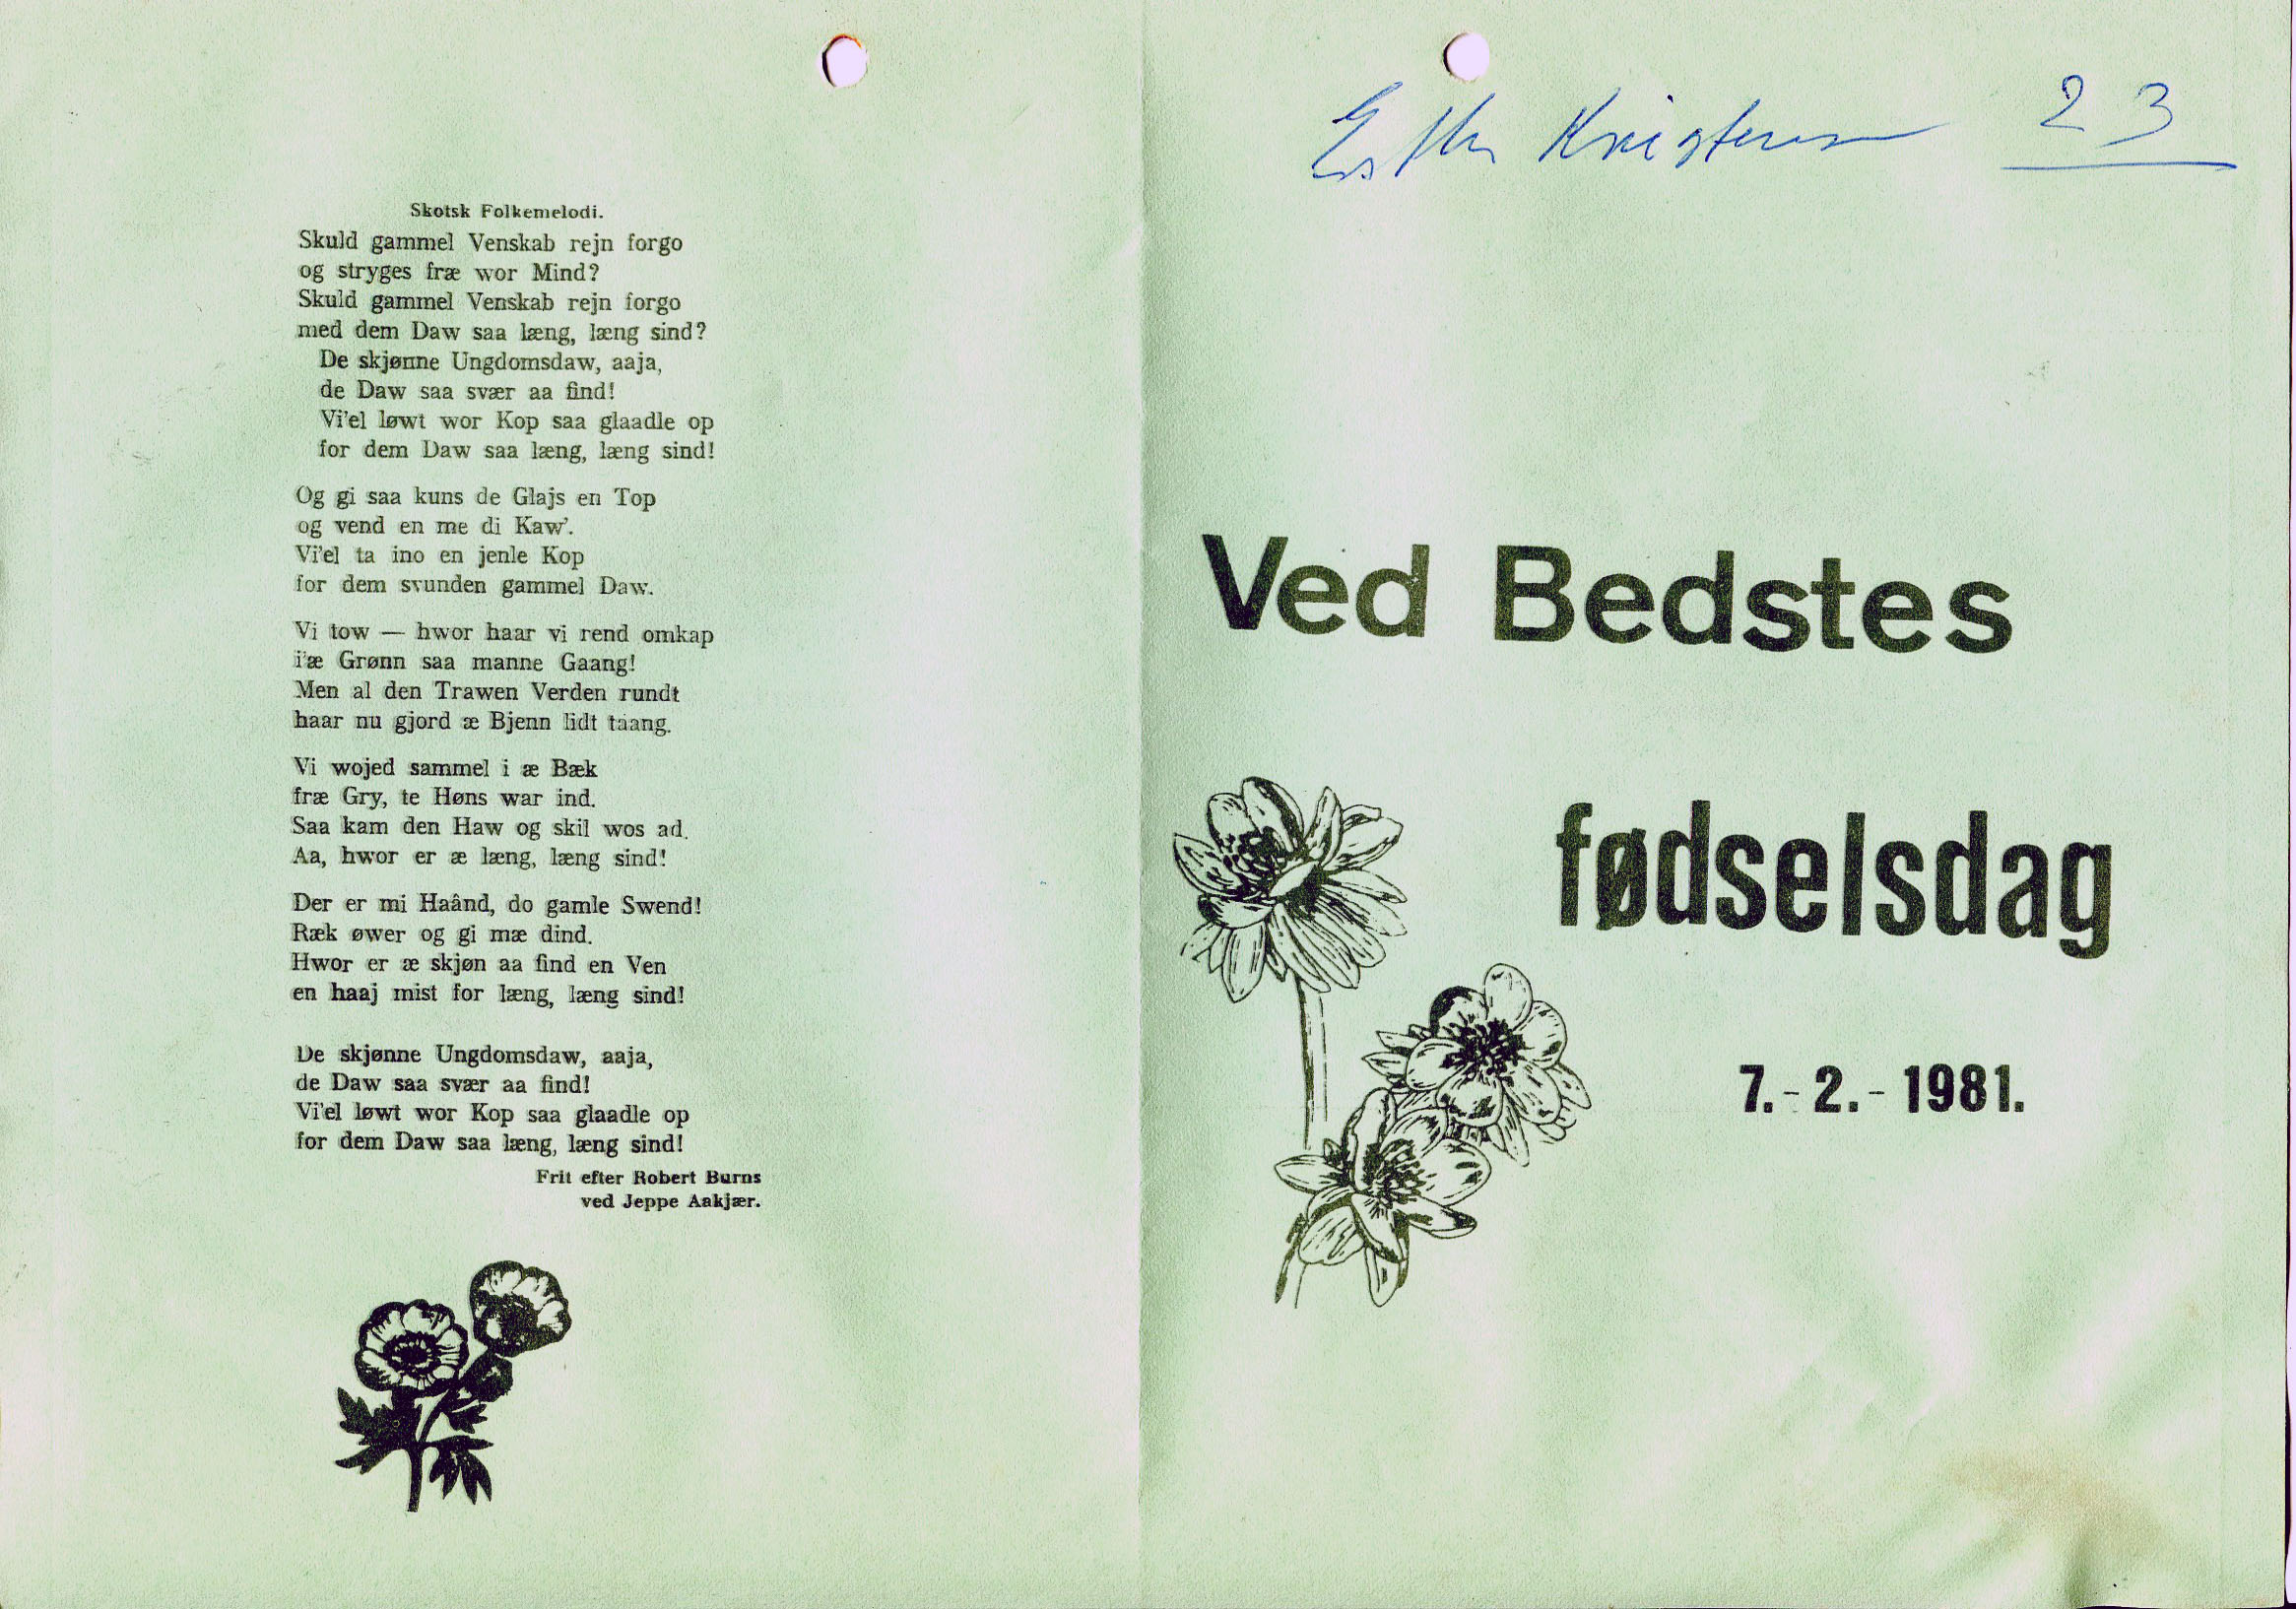 Skotsk Folkemelodi.
Skuld gammel Venskab rejn forgo
og stryges fræ wor Mind?
Skuld gammel Venskab rejn forgo
med dem Daw saa læng, læng sind?
De skjønne Ungdomsdaw, aaja,
de Daw saa svær aa find!
Vi'el løwt wor Kop saa glaadle op
for dem Daw saa læng, læng sind!
Og gi saa kuns de Glajs en Top
og vend en me di Kaw'.
Vi'el ta ino en jenle Kop
for dem svunden gammel Daw.
Vi tow — hwor haar vi rend omkap
i'æ Grønn saa manne Gaang!
Men al den Trawen Verden rundt
haar nu gjord æ Bjenn lidt taang.
Vi wojed sammel i æ Bæk
fræ Gry, te Høns war ind.
Saa kam den Haw og skil wos ad.
Aa, hwor er æ læng, læng sind!
Der er mi Haånd, do gamle Swend!
Ræk øwer og gi mæ dind.
Hwor er æ skjøn aa find en Ven
en haaj mist for læng, læng sind!
De skjønne Ungdomsdaw, aaja,
de Daw saa svær aa find!
Vi'el løwt wor Kop saa glaadle op
for dem Daw saa læng, læng sind!
Frit efter Robert Burns
ved Jeppe Aakjær.
Esther Kristensen 23
Ved Bedstes
fødselsdag
7.-2.-1981.